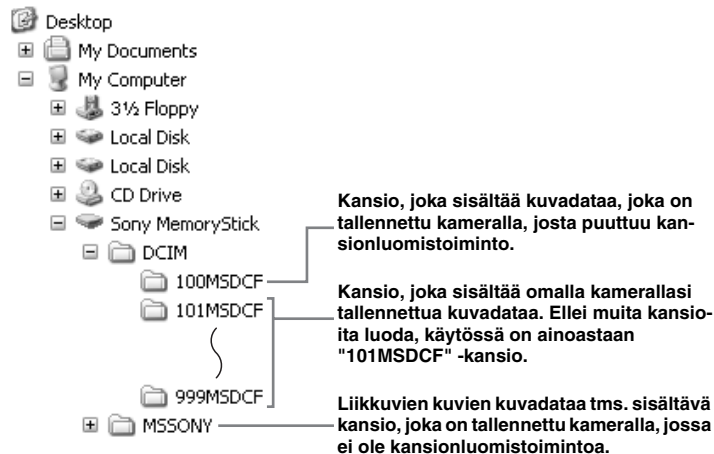 Desktop
My Documents
My Computer
3½ Floppy
Local Disk
Local Disk
CD Drive
Sony MemoryStick
DCIM
100MSDCF
101MSDCF
999MSDCF
MSSONY
Kansio, joka sisältää kuvadataa, joka on
tallennettu kameralla, josta puuttuu kan-
sionluomistoiminto.
Kansio, joka sisältää omalla kamerallasi
tallennettua kuvadataa. Ellei muita kansio-
ita luoda, käytössä on ainoastaan
"101MSDCF" -kansio.
Liikkuvien kuvien kuvadataa tms. sisältävä
kansio, joka on tallennettu kameralla, jossa
ei ole kansionluomistoimintoa.